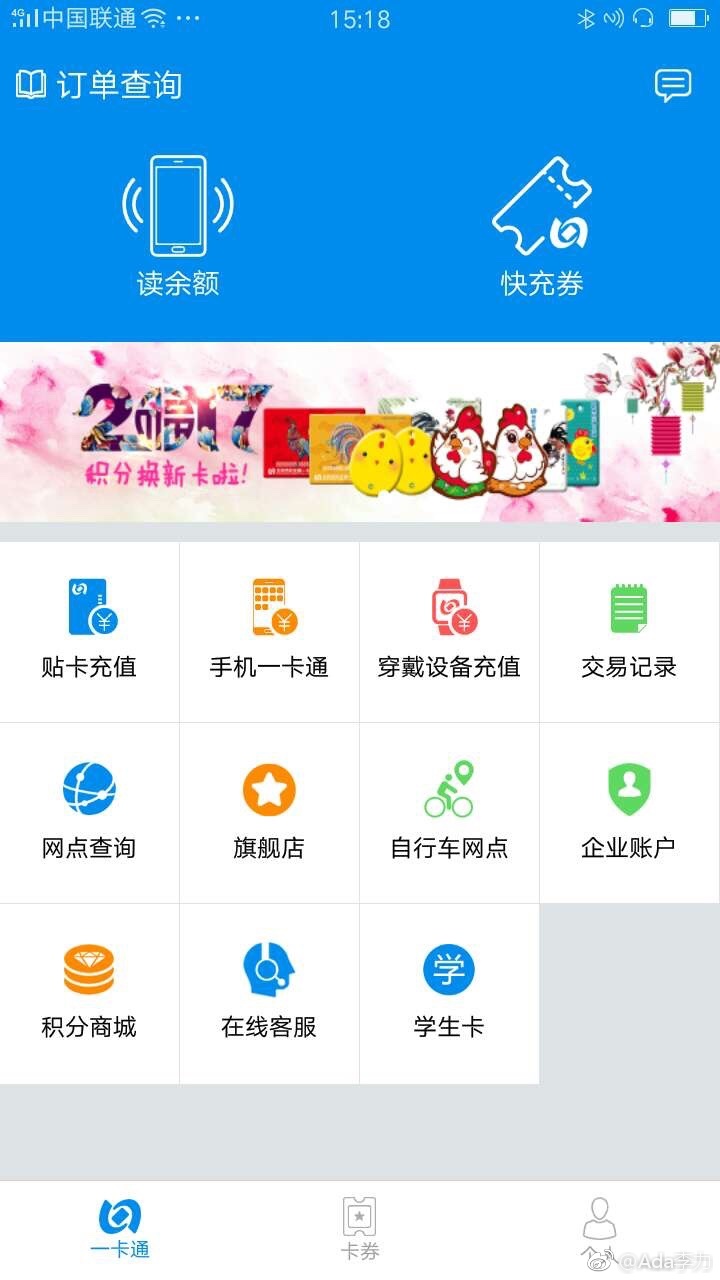 4G 中国联通 ... 15:18
订单查询
读余额 快充券
2017
积分换新卡啦!
贴卡充值 手机一卡通 穿戴设备充值 交易记录
网点查询 旗舰店 自行车网点 企业账户
学
积分商城 在线客服 学生卡
一卡通 卡券 个
@Ada李力